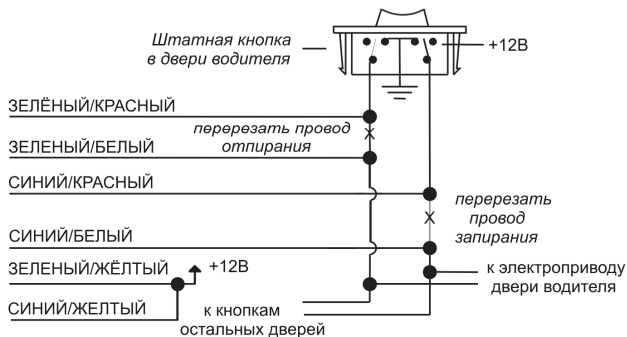 Штатная кнопка
в двери водителя
+12В
ЗЕЛЁНЫЙ/КРАСНЫЙ
перерезать провод
отпирания
ЗЕЛЕНЫЙ/БЕЛЫЙ
СИНИЙ/КРАСНЫЙ
перерезать
провод
запирания
СИНИЙ/БЕЛЫЙ
ЗЕЛЕНЫЙ/ЖЁЛТЫЙ
+12В
к электроприводу
двери водителя
СИНИЙ/ЖЕЛТЫЙ
к кнопкам
остальных дверей